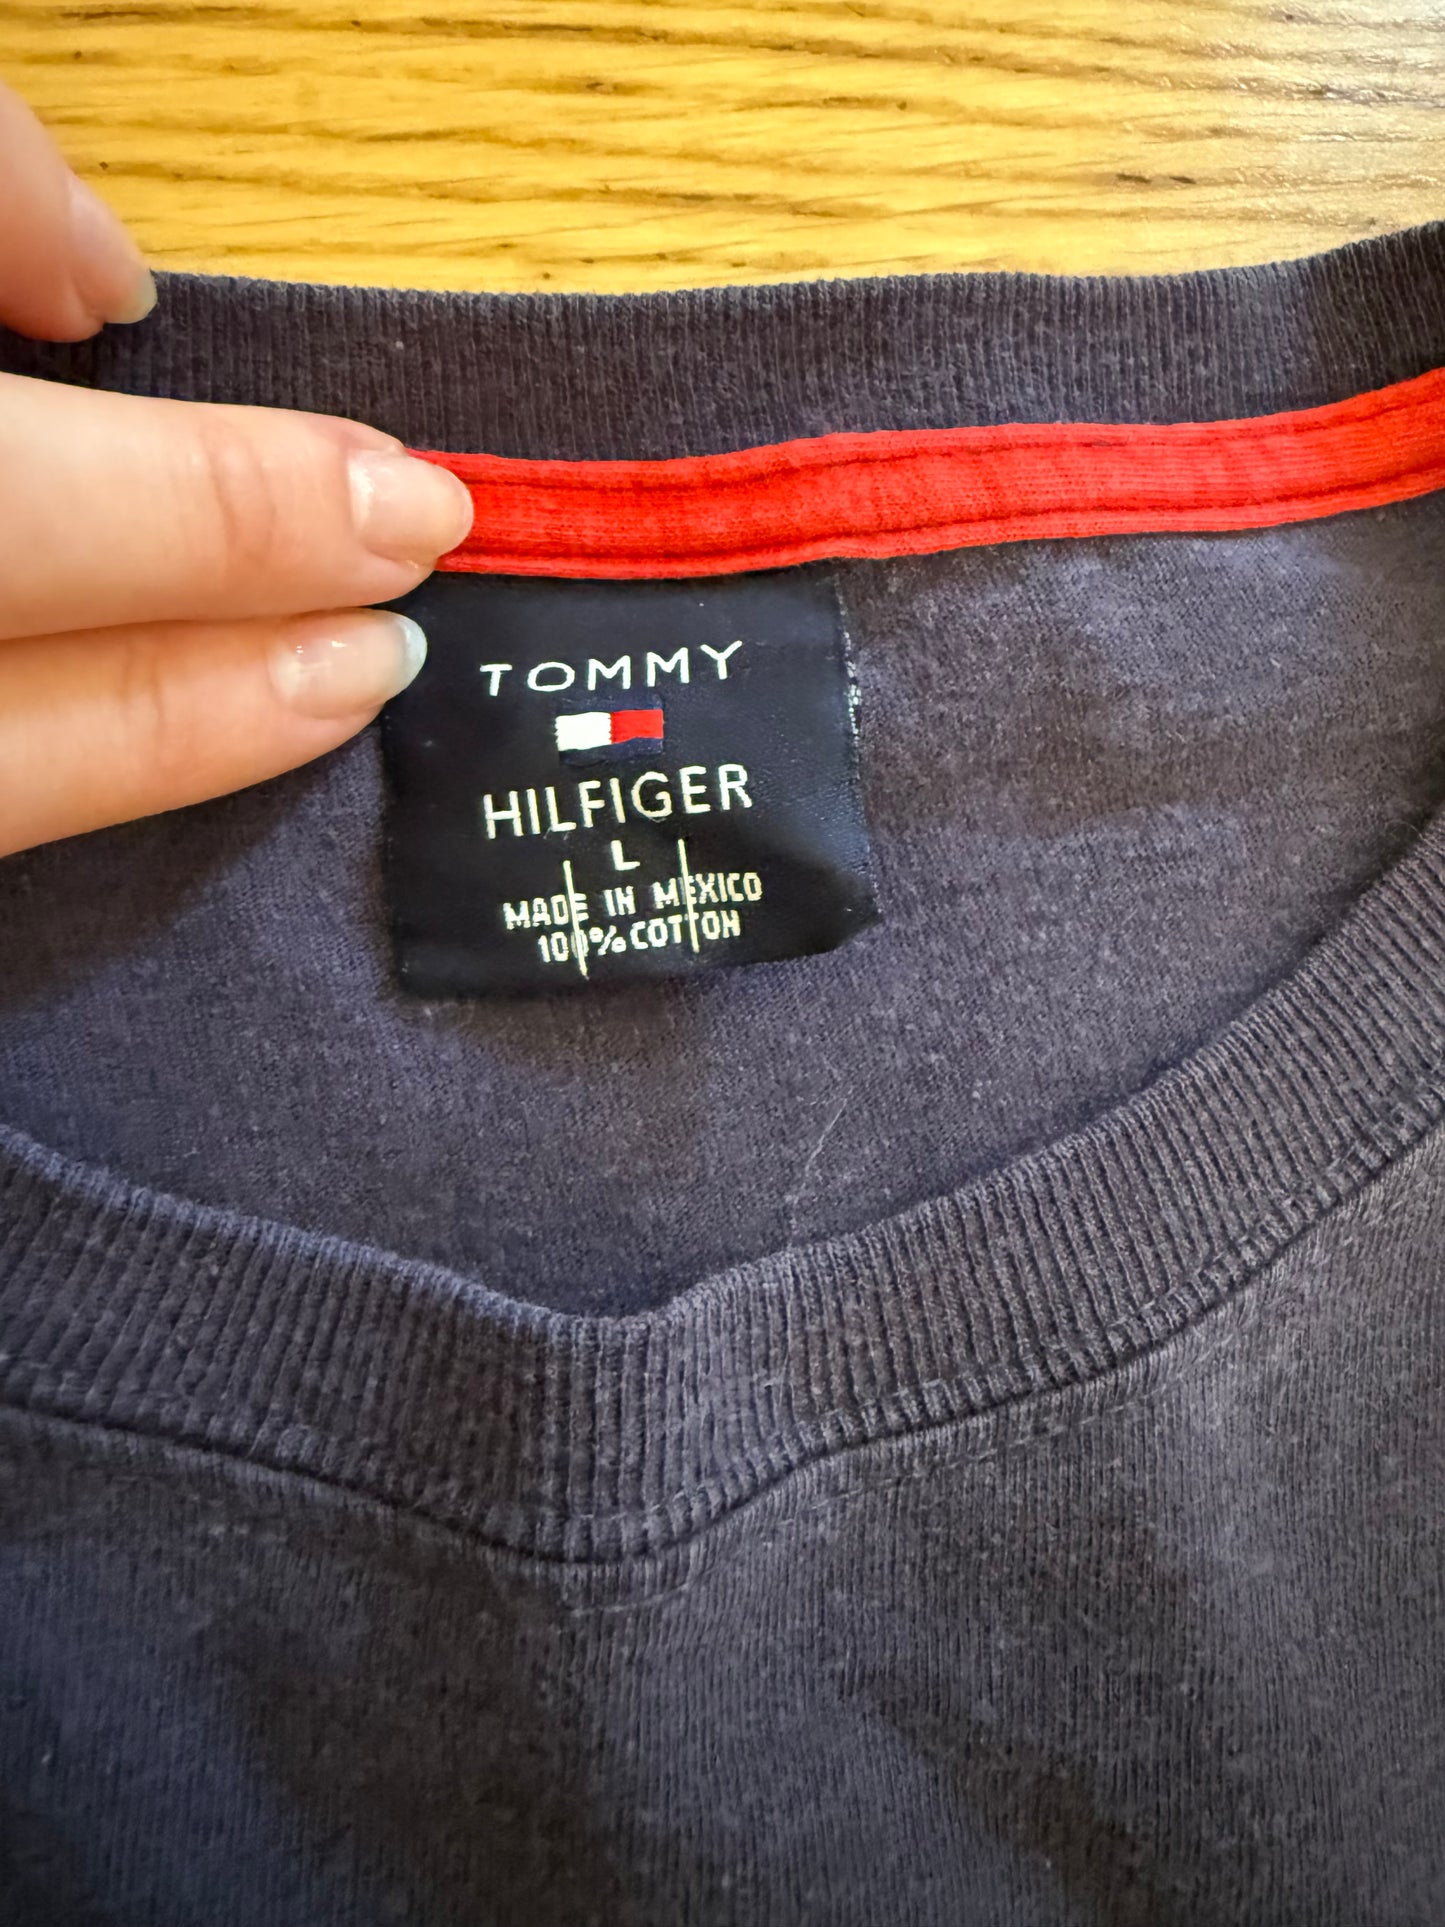 TOMMY
HILFIGER
L
MADE IN MEXICO
100% COTTON